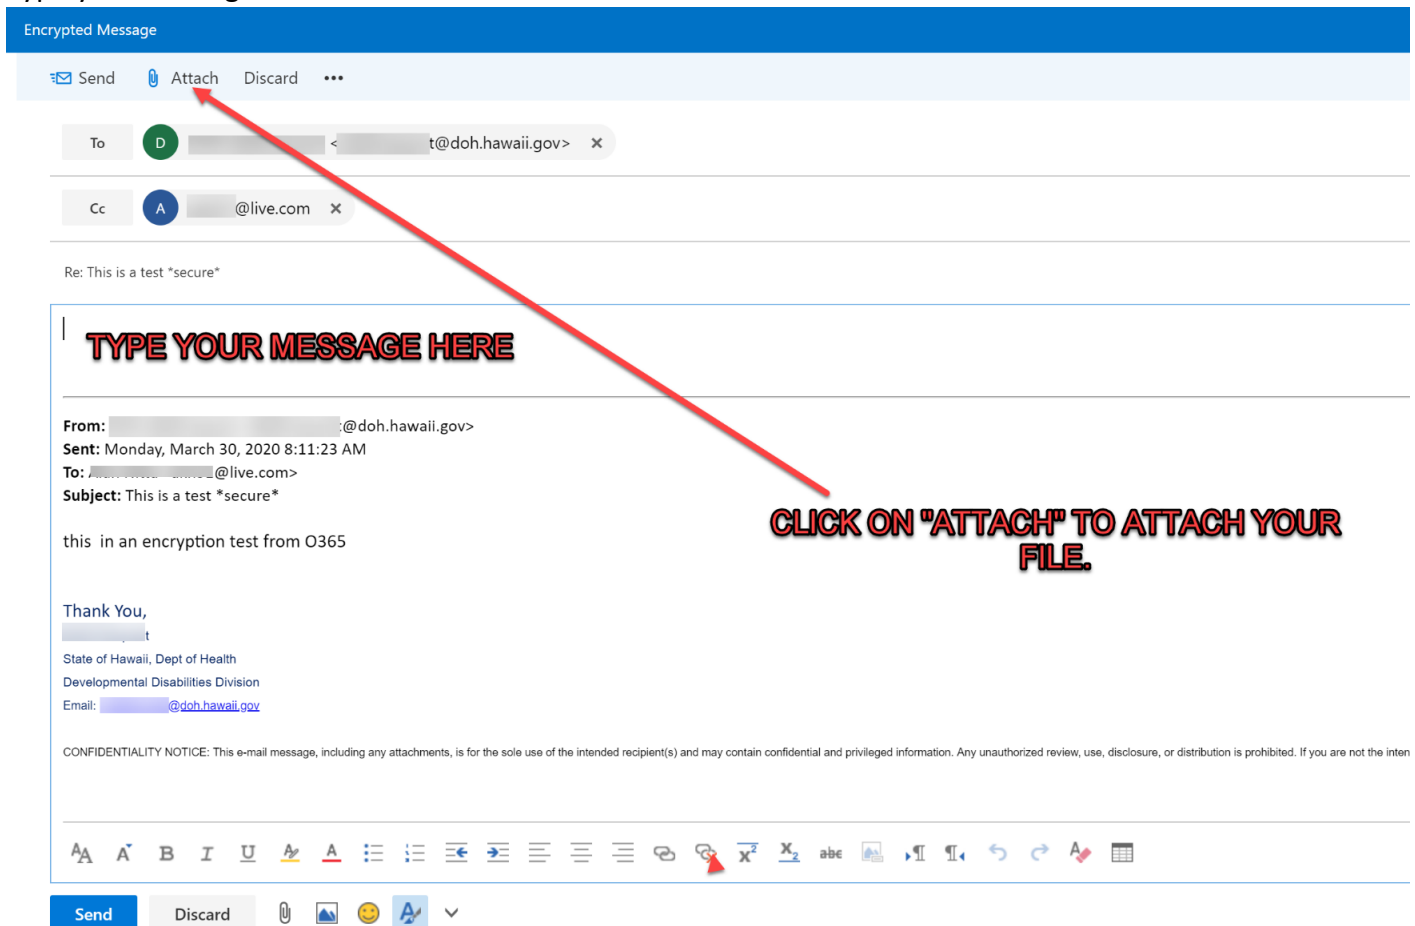 Encrypted Message
Send Attach Discard •••
To D < t@doh.hawaii.gov> ×
Cc A @live.com ×
Re: This is a test *secure*
TYPE YOUR MESSAGE HERE
From: @doh.hawaii.gov>
Sent: Monday, March 30, 2020 8:11:23 AM
To: @live.com>
Subject: This is a test *secure*
CLICK ON "ATTACH" TO ATTACH YOUR
FILE.
this in an encryption test from O365
Thank You,
t
State of Hawaii, Dept of Health
Developmental Disabilities Division
Email: @doh.hawaii.gov
CONFIDENTIALITY NOTICE: This e-mail message, including any attachments, is for the sole use of the intended recipient(s) and may contain confidential and privileged information. Any unauthorized review, use, disclosure, or distribution is prohibited. If you are not the inten
Send Discard